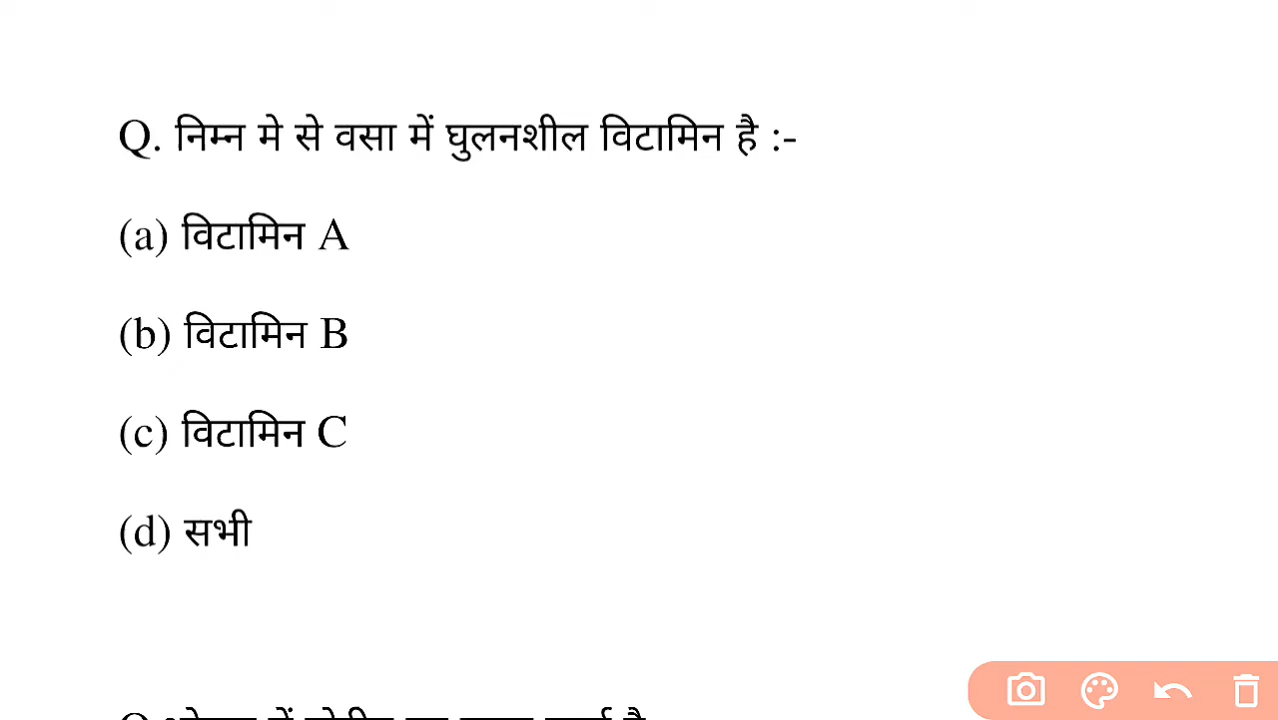 Q. निम्न मे से वसा में घुलनशील विटामिन है :-
(a) विटामिन A
(b) विटामिन B
(c) विटामिन C
(d) सभी